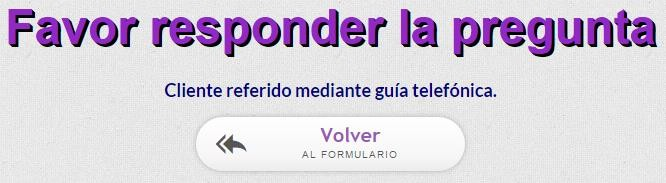 Favor responder la pregunta
Cliente referido mediante guía telefónica.
Volver
AL FORMULARIO